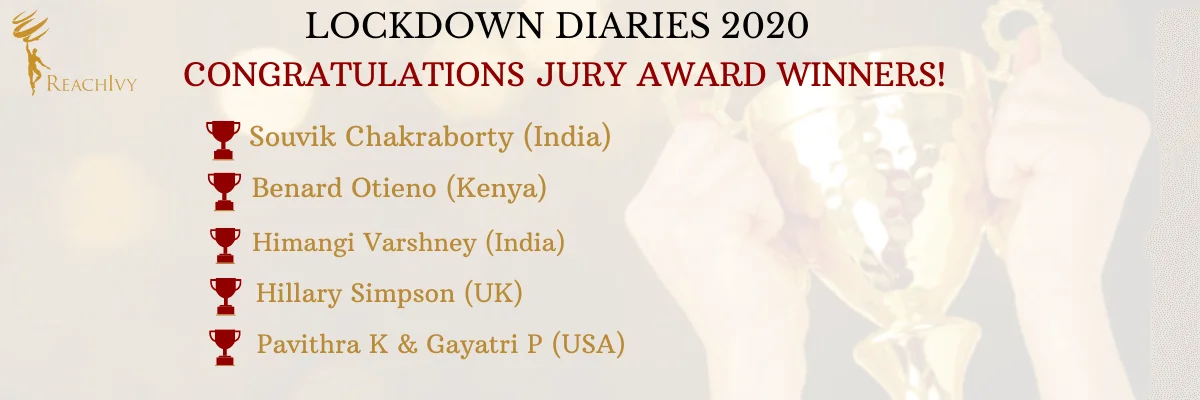 LOCKDOWN DIARIES 2020
REACHIVY
CONGRATULATIONS JURY AWARD WINNERS!
Souvik Chakraborty (India)
Benard Otieno (Kenya)
Himangi Varshney (India)
Hillary Simpson (UK)
Pavithra K & Gayatri P (USA)